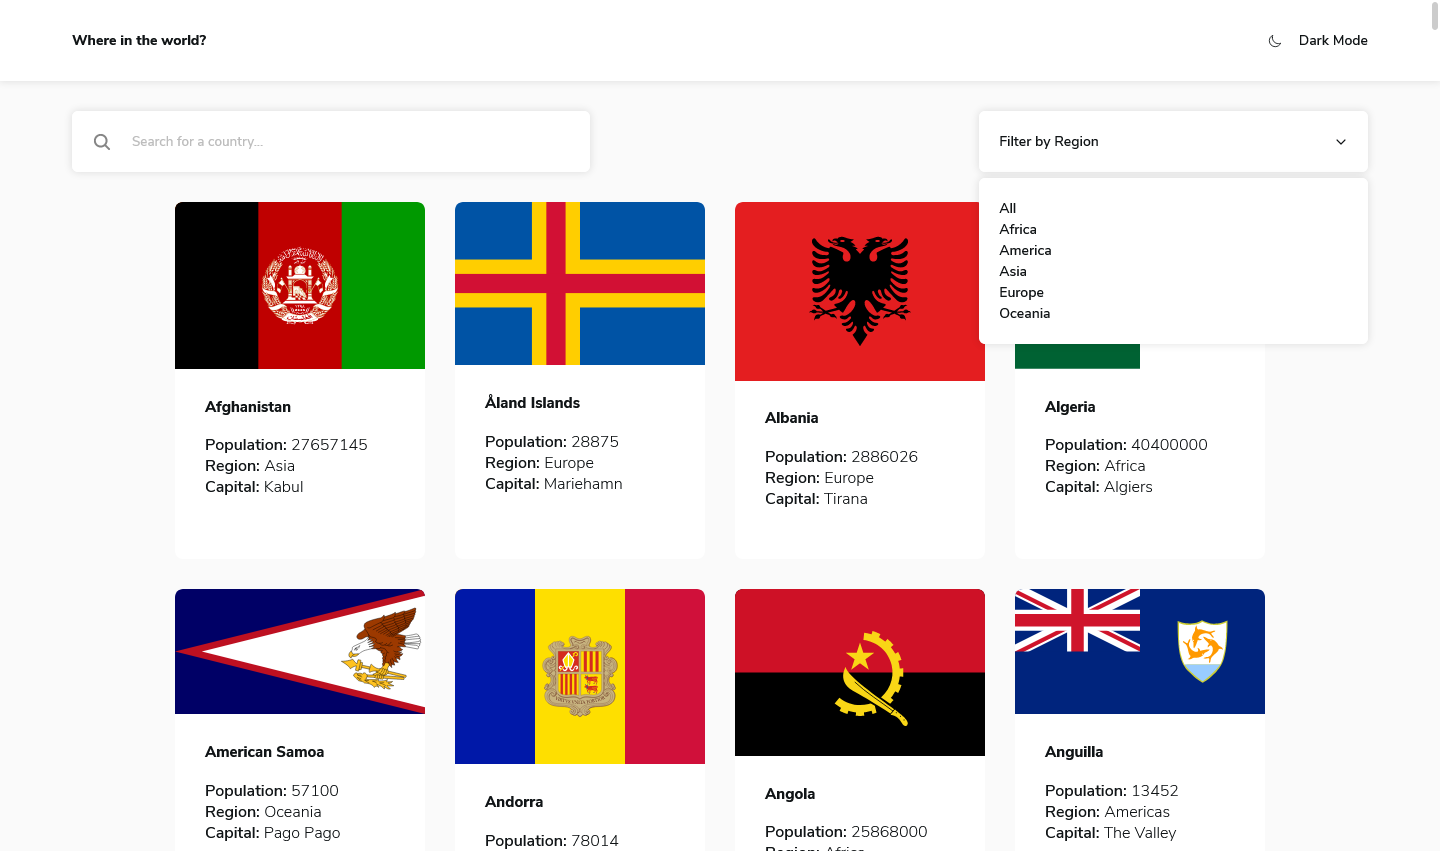 Where in the world?
Dark Mode
Search for a country...
Filter by Region
All
Africa
America
Asia
Europe
Oceania
Afghanistan
Population: 27657145
Region: Asia
Capital: Kabul
Åland Islands
Population: 28875
Region: Europe
Capital: Mariehamn
Albania
Population: 2886026
Region: Europe
Capital: Tirana
Algeria
Population: 40400000
Region: Africa
Capital: Algiers
American Samoa
Population: 57100
Region: Oceania
Capital: Pago Pago
Andorra
Population: 78014
Angola
Population: 25868000
Region: Africa
Anguilla
Population: 13452
Region: Americas
Capital: The Valley